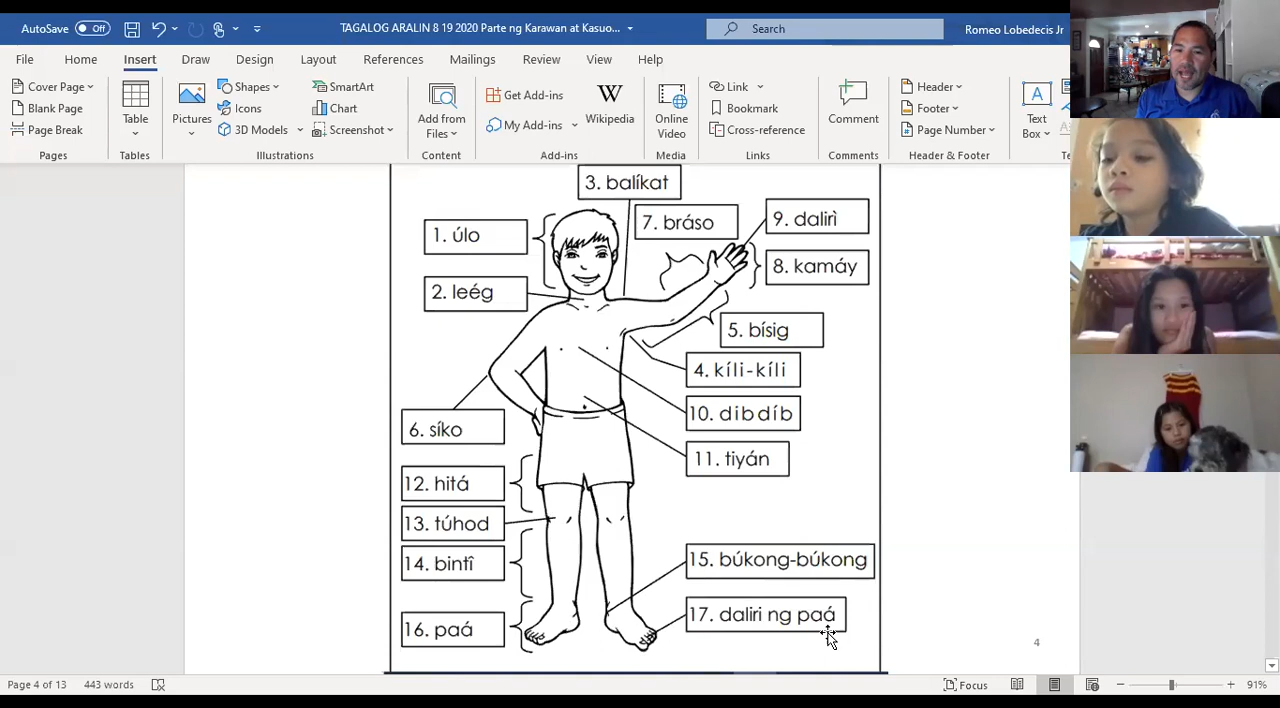 AutoSave Off TAGALOG ARALIN 8 19 2020 Parte ng Karawan at Kasuo... Search Romeo Lobedecis Jr
File Home Insert Draw Design Layout References Mailings Review View Help
Cover Page
Blank Page
Page Break
Pages
Table
Tables
Pictures
Shapes
Icons
3D Models
SmartArt
Chart
Screenshot
Illustrations
Add from Files
Content
Get Add-ins
My Add-ins
Wikipedia
Add-ins
Online Video
Media
Link
Bookmark
Cross-reference
Links
Comment
Comments
Header
Footer
Page Number
Header & Footer
Text Box
3. balíkat
7. bráso
9. dalirì
1. úlo
8. kamáy
2. leég
5. bísig
4. kíli-kíli
10. dibdíb
6. síko
11. tiyán
12. hitá
13. túhod
14. bintî
15. búkong-búkong
16. paá
17. daliri ng paá
4
Page 4 of 13 443 words Focus 91%